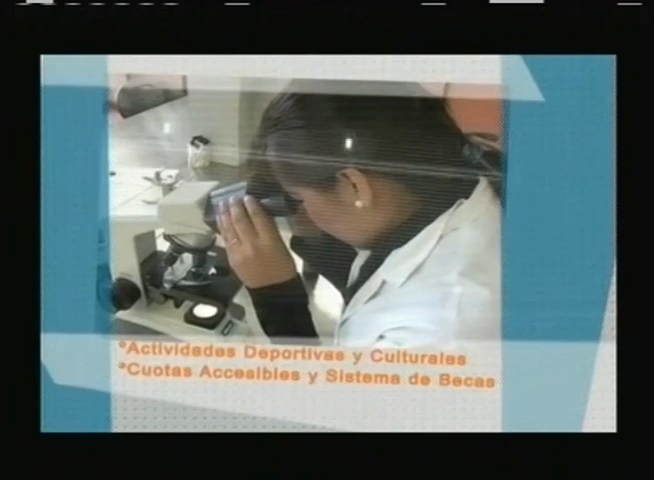 °Actividades Deportivas y Culturales
°Cuotas Accesibles y Sistema de Becas